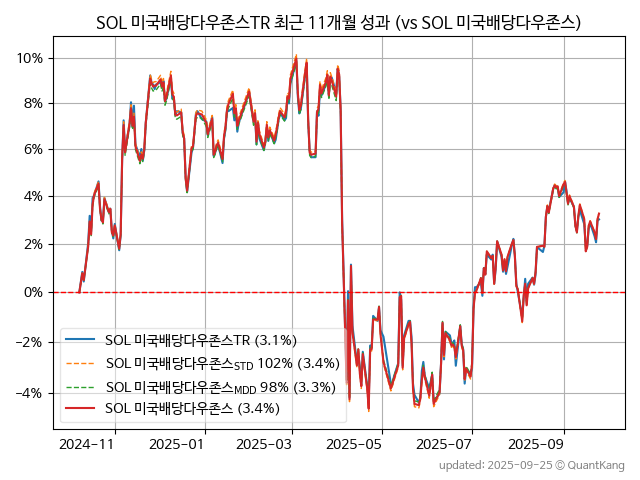 SOL 미국배당다우존스TR 최근 11개월 성과 (vs SOL 미국배당다우존스)
10%
8%
6%
4%
2%
0%
−2%
−4%
SOL 미국배당다우존스TR (3.1%)
SOL 미국배당다우존스STD 102% (3.4%)
SOL 미국배당다우존스MDD 98% (3.3%)
SOL 미국배당다우존스 (3.4%)
2024-11 2025-01 2025-03 2025-05 2025-07 2025-09
updated: 2025-09-25 © QuantKang